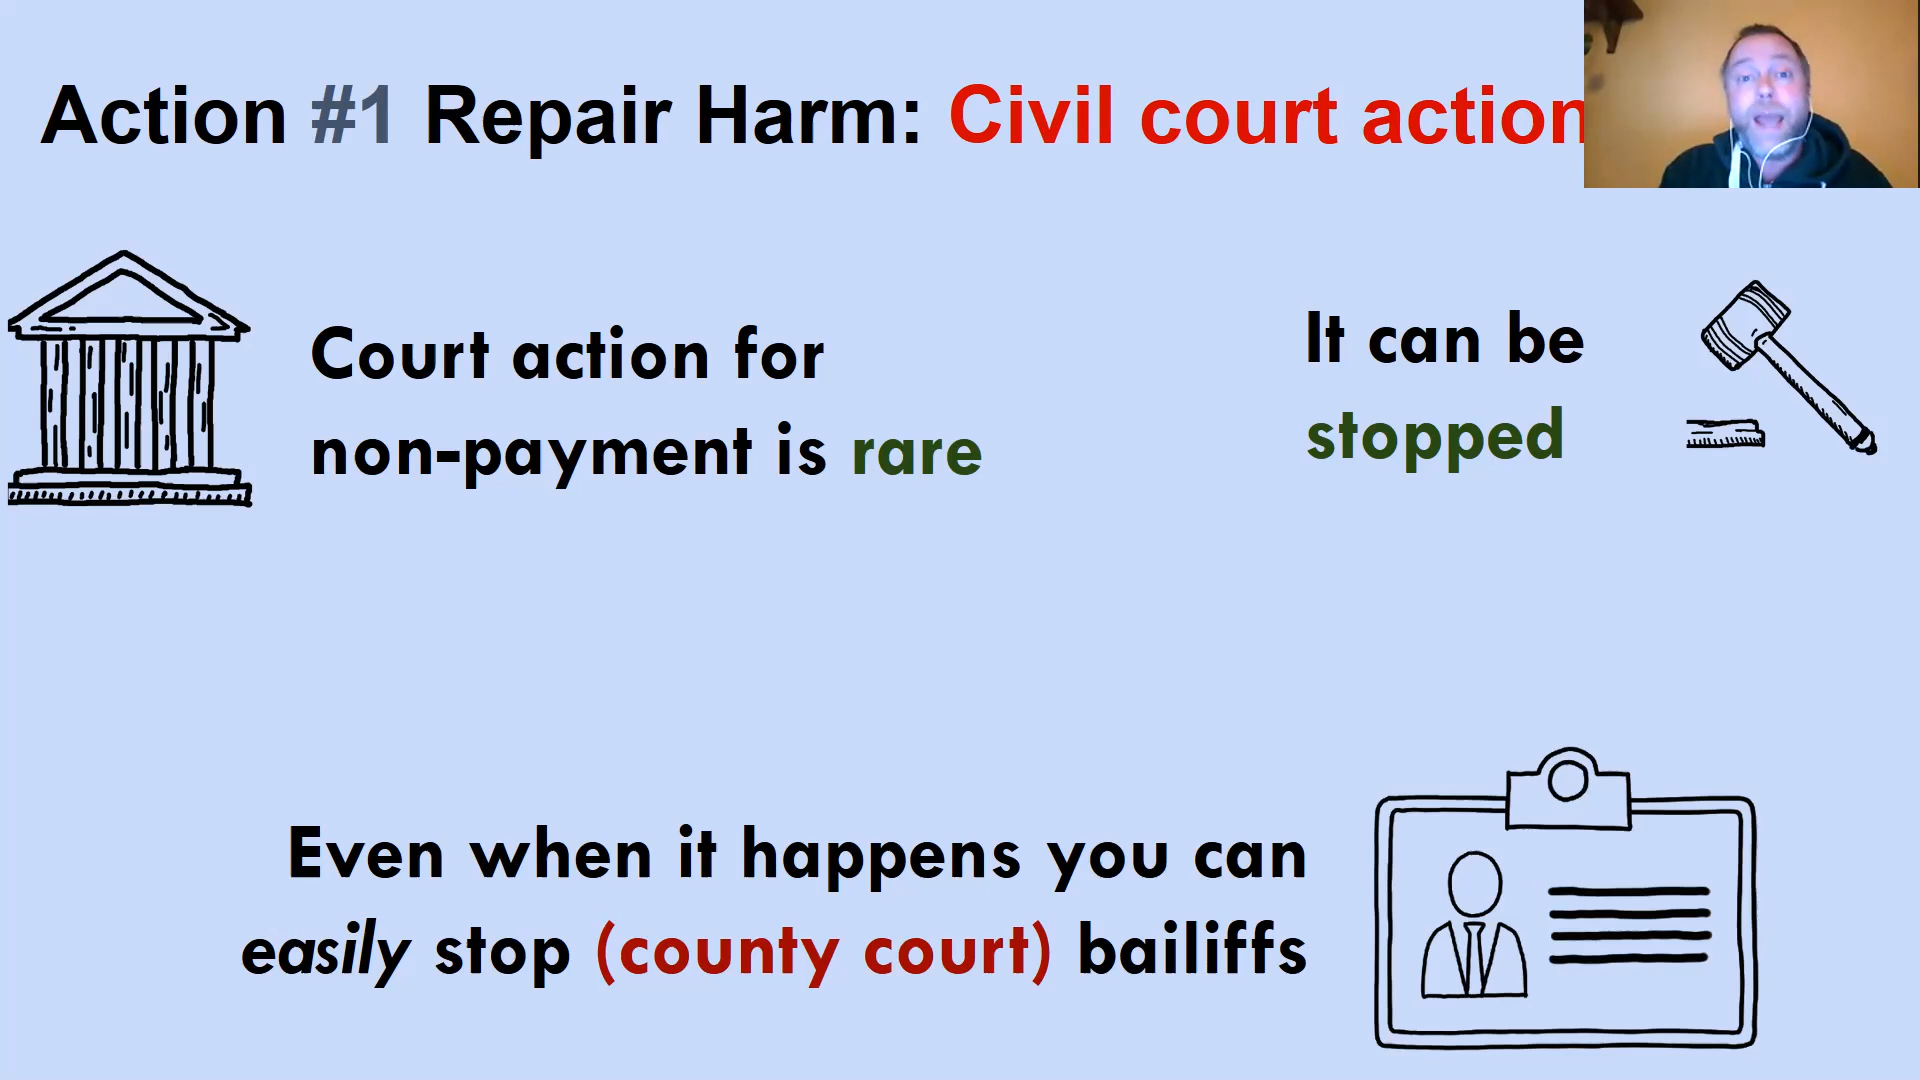 Action #1 Repair Harm: Civil court action
Court action for
non-payment is rare
It can be
stopped
Even when it happens you can
easily stop (county court) bailiffs